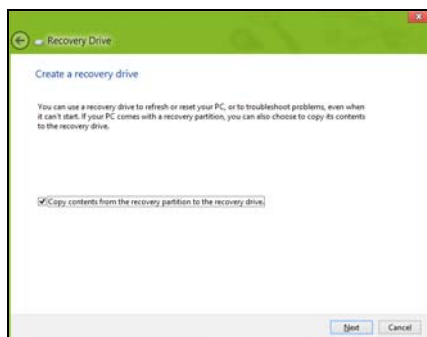 Recovery Drive
Create a recovery drive
You can use a recovery drive to refresh or reset your PC, or to troubleshoot problems, even when
it can't start. If your PC comes with a recovery partition, you can also choose to copy its contents
to the recovery drive.
Copy contents from the recovery partition to the recovery drive.
Next Cancel